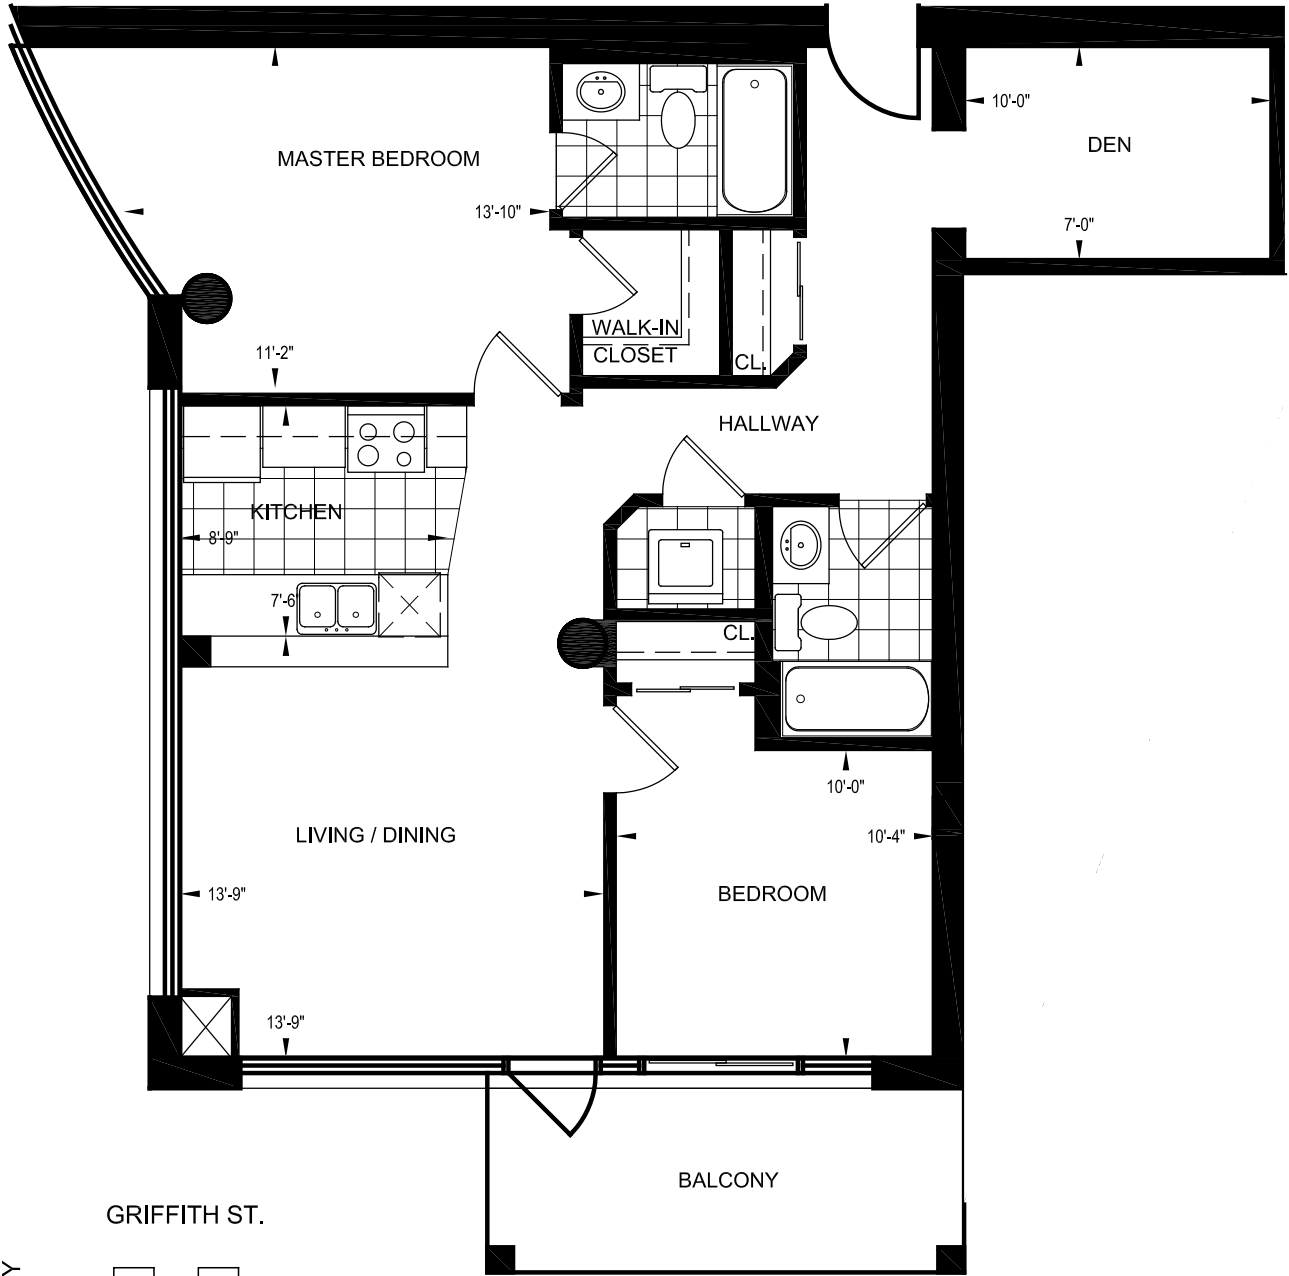 10'-0"
DEN
MASTER BEDROOM
13'-10"
7'-0"
WALK-IN
CLOSET
CL.
11'-2"
HALLWAY
KITCHEN
8'-9"
7'-6"
CL.
10'-0"
LIVING / DINING
10'-4"
13'-9"
BEDROOM
13'-9"
BALCONY
GRIFFITH ST.
Y